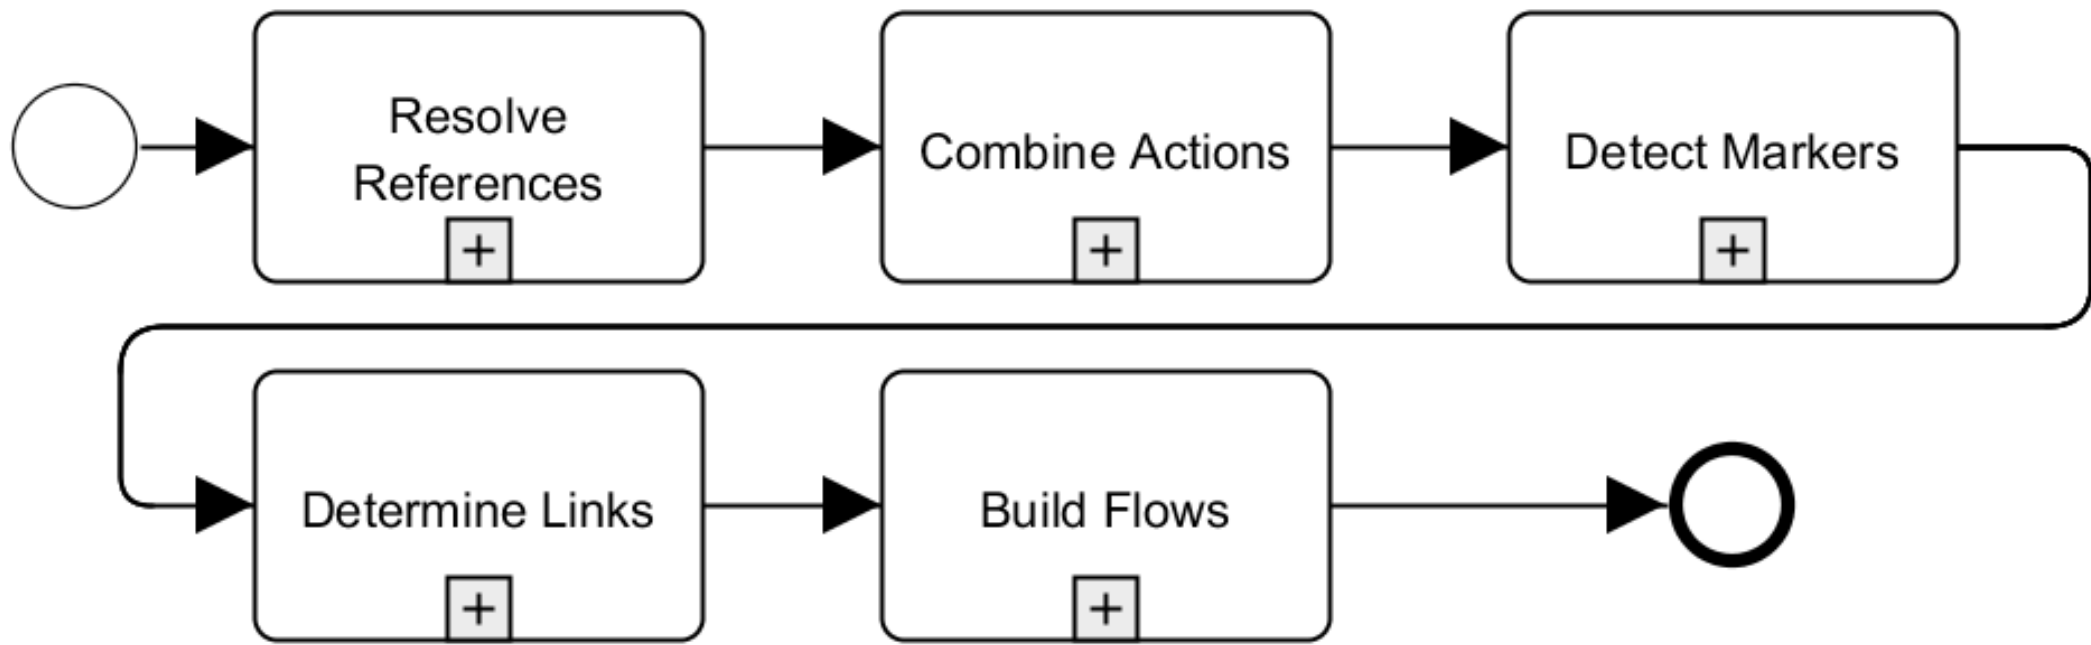 Resolve
References
Combine Actions
Detect Markers
+
+
+
Determine Links
Build Flows
+
+